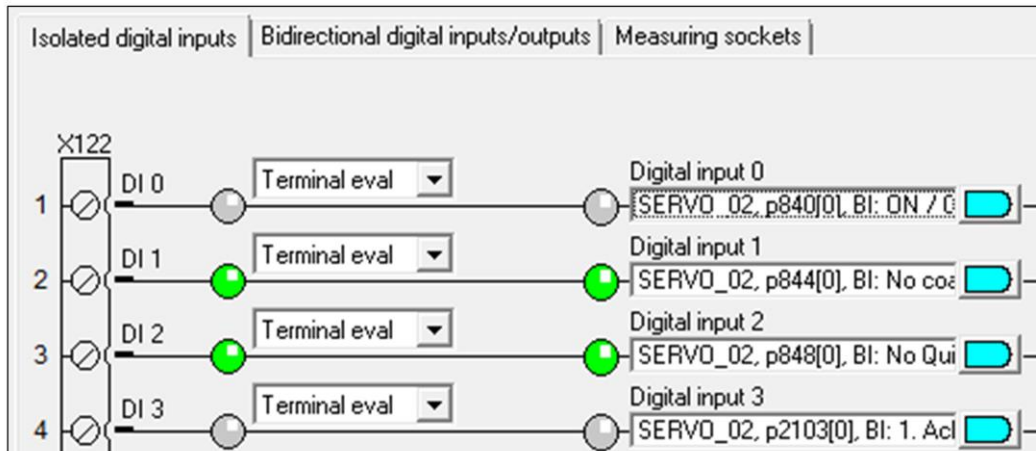 Isolated digital inputs Bidirectional digital inputs/outputs Measuring sockets
X122
DI 0 Terminal eval Digital input 0
1 SERVO_02, p840[0], BI: ON /
DI 1 Terminal eval Digital input 1
2 SERVO_02, p844[0], BI: No coa
DI 2 Terminal eval Digital input 2
3 SERVO_02, p848[0], BI: No Qui
DI 3 Terminal eval Digital input 3
4 SERVO_02, p2103[0], BI: 1. Acl